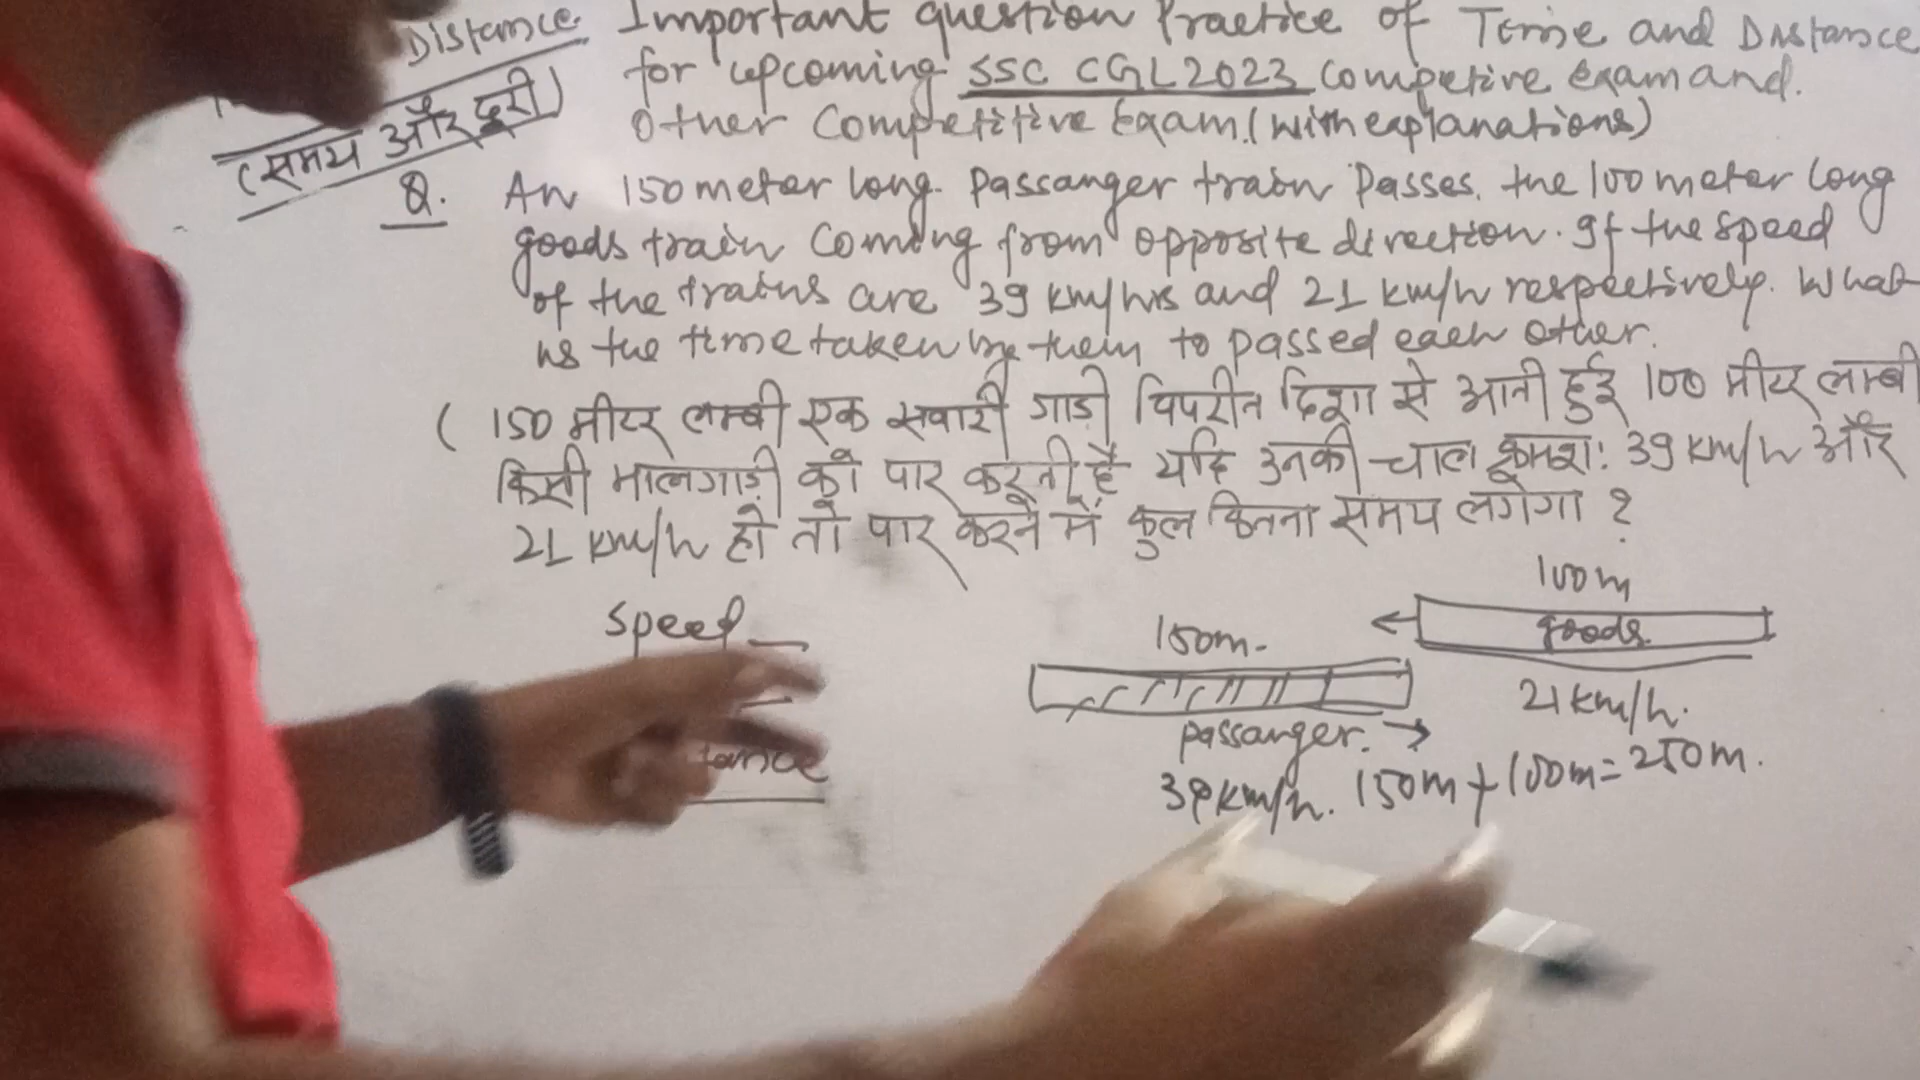 Distance
(समय और दूरी)
Important question Practice of Time and Distance
for upcoming SSC CGL 2023 competive exam and.
other Competitive Exam. (with explanations)
Q. An 150 meter long. Passanger train Passes. the 100 meter long
goods train coming from opposite direction. If the speed
of the trains are 39 km/hrs and 21 km/h respectively. What
is the time taken by them to passed each other.
( 150 मीटर लम्बी एक सवारी गाड़ी विपरीत दिशा से आती हुई 100 मीटर लम्बी
किसी मालगाड़ी को पार करती है यदि उनकी चाल क्रमश: 39 km/h और
21 km/h हो तो पार करने में कुल कितना समय लगेगा ?
Speed
tance
100m
goods.
21 km/h.
150m.
passanger.
39 km/h. 150m + 100m = 250m.